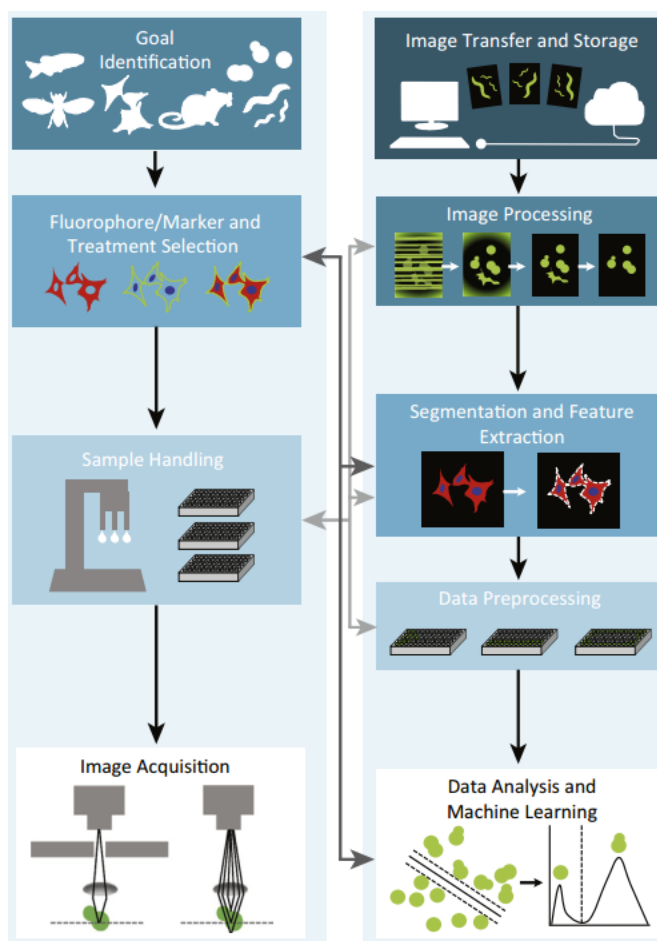 Goal
Identification
Fluorophore/Marker and
Treatment Selection
Sample Handling
Image Acquisition
Image Transfer and Storage
Image Processing
Segmentation and Feature
Extraction
Data Preprocessing
Data Analysis and
Machine Learning